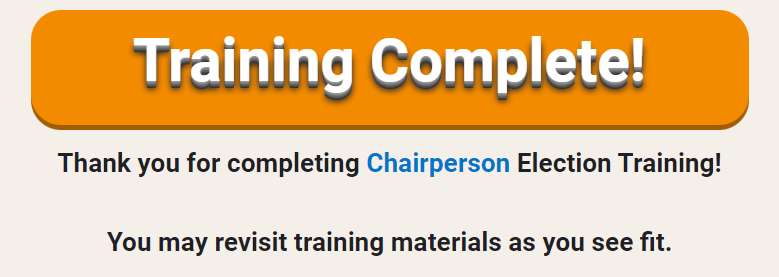 Training Complete!
Thank you for completing Chairperson Election Training!
You may revisit training materials as you see fit.